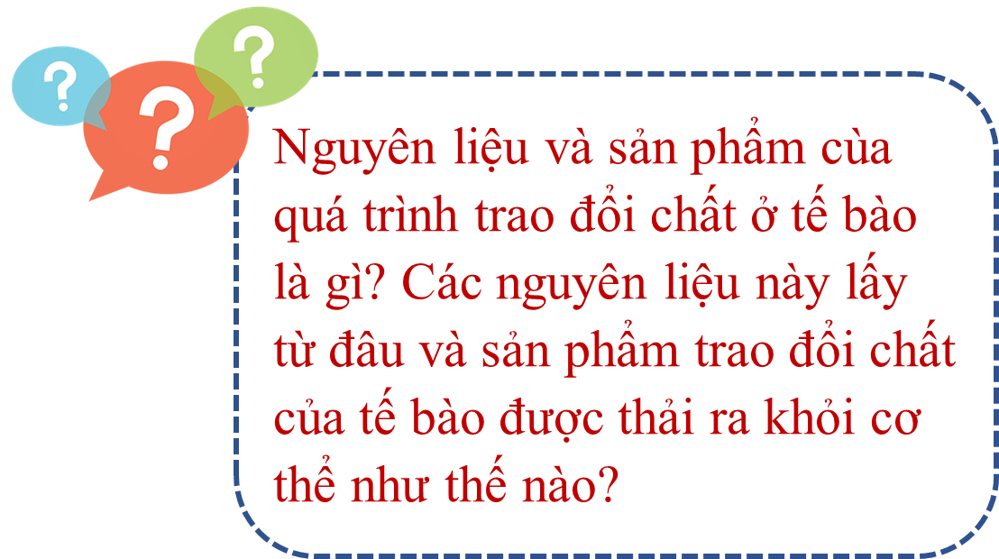 ? ? ?
Nguyên liệu và sản phẩm cùa
quá trình trao đổi chất ở tế bào
là gì? Các nguyên liệu này lấy
từ đâu và sản phẩm trao đổi chất
của tế bào được thải ra khỏi cơ
thể như thế nào?